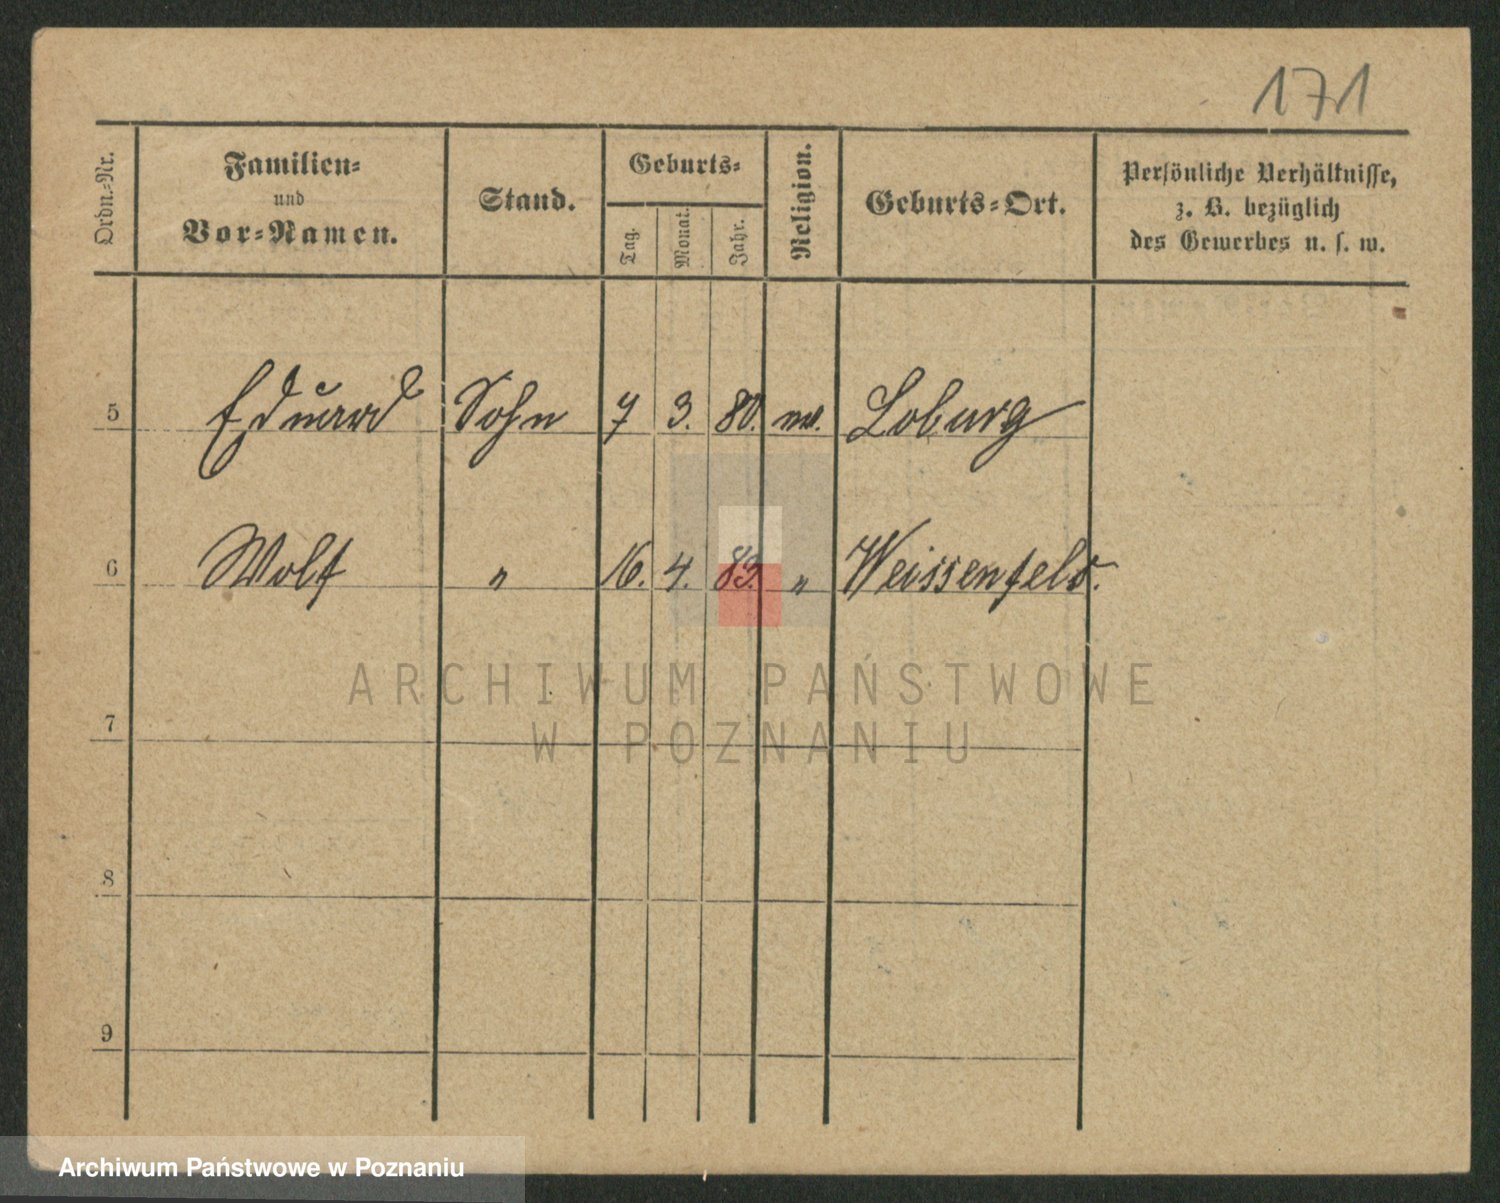 171
Ordn.-Nr.
Familien-
und
Vor-Namen.
Stand.
Geburts-
Tag.
Monat.
Jahr.
Religion.
Geburts-Ort.
Persönliche Verhältnisse,
z. B. bezüglich
des Gewerbes u. s. w.
5 Eduard Sohn 7 3. 80. Loburg
6 Wolf " 16. 4. 83. " Weissenfels.
ARCHIWUM PAŃSTWOWE
W POZNANIU
7
8
9
Archiwum Państwowe w Poznaniu